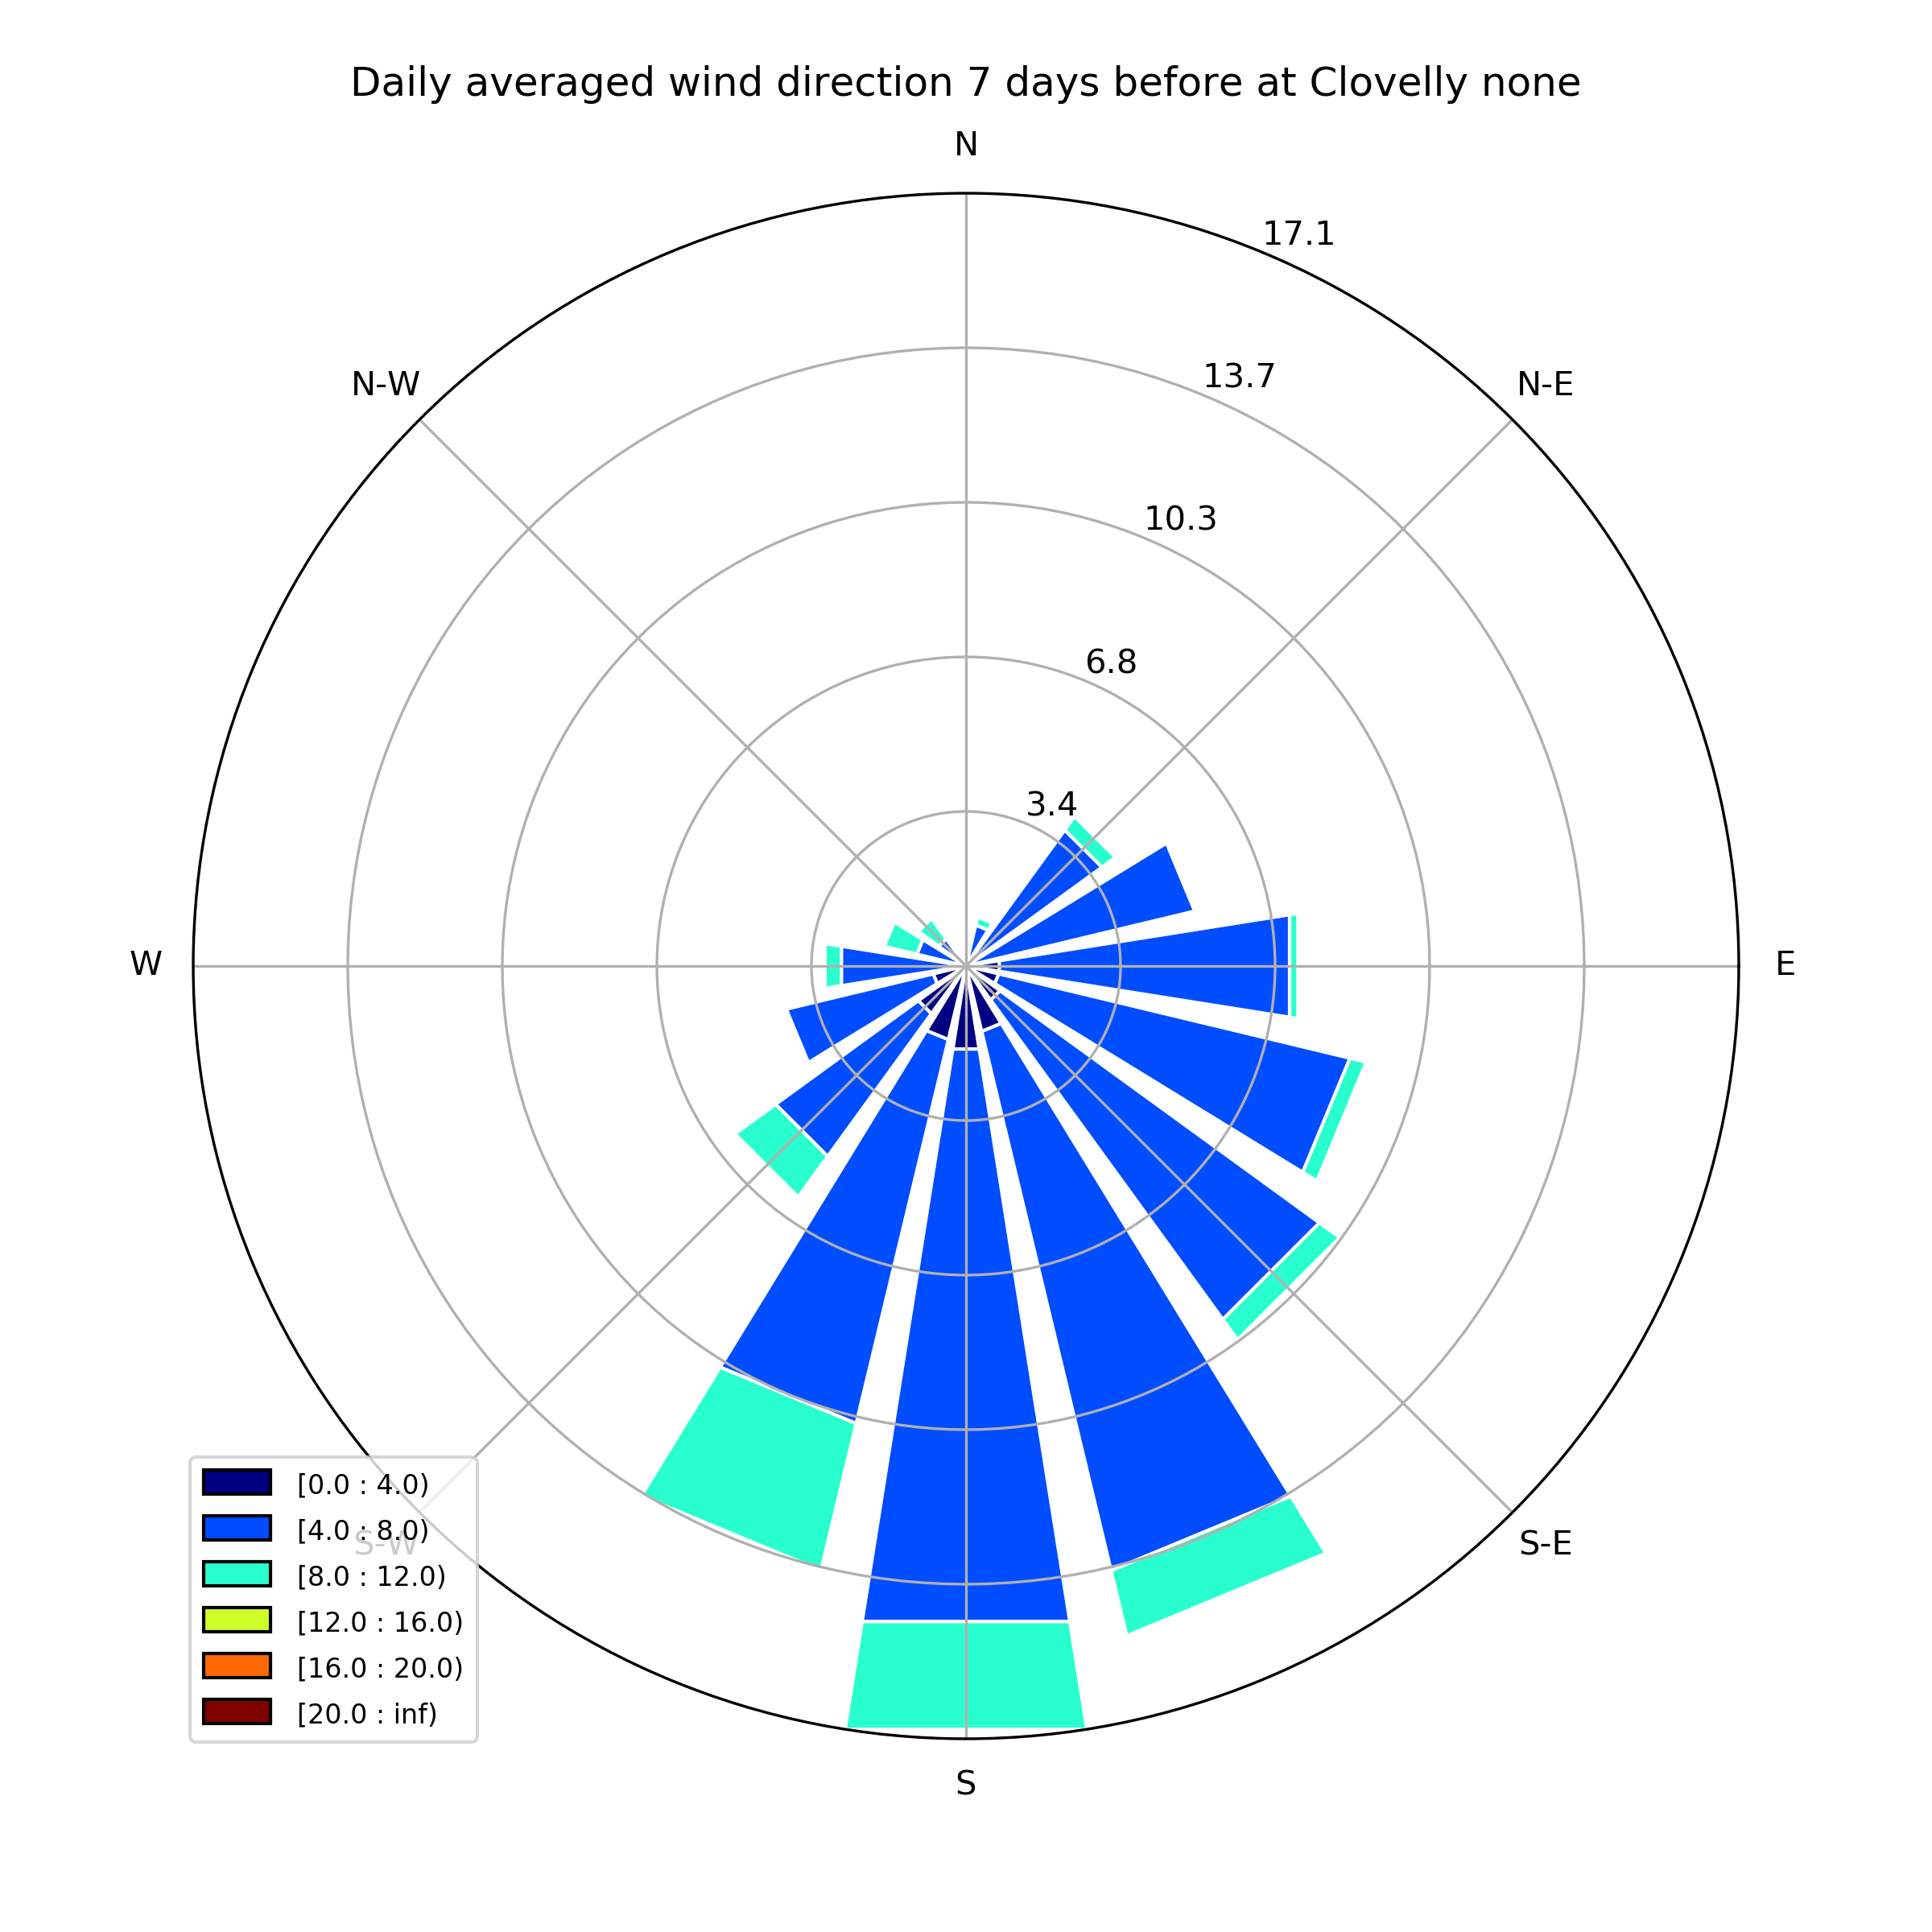 Daily averaged wind direction 7 days before at Clovelly none
N
17.1
N-W
13.7
N-E
10.3
6.8
3.4
W
E
[0.0 : 4.0)
[4.0 : 8.0)
S-W
S-E
[8.0 : 12.0)
[12.0 : 16.0)
[16.0 : 20.0)
[20.0 : inf)
S